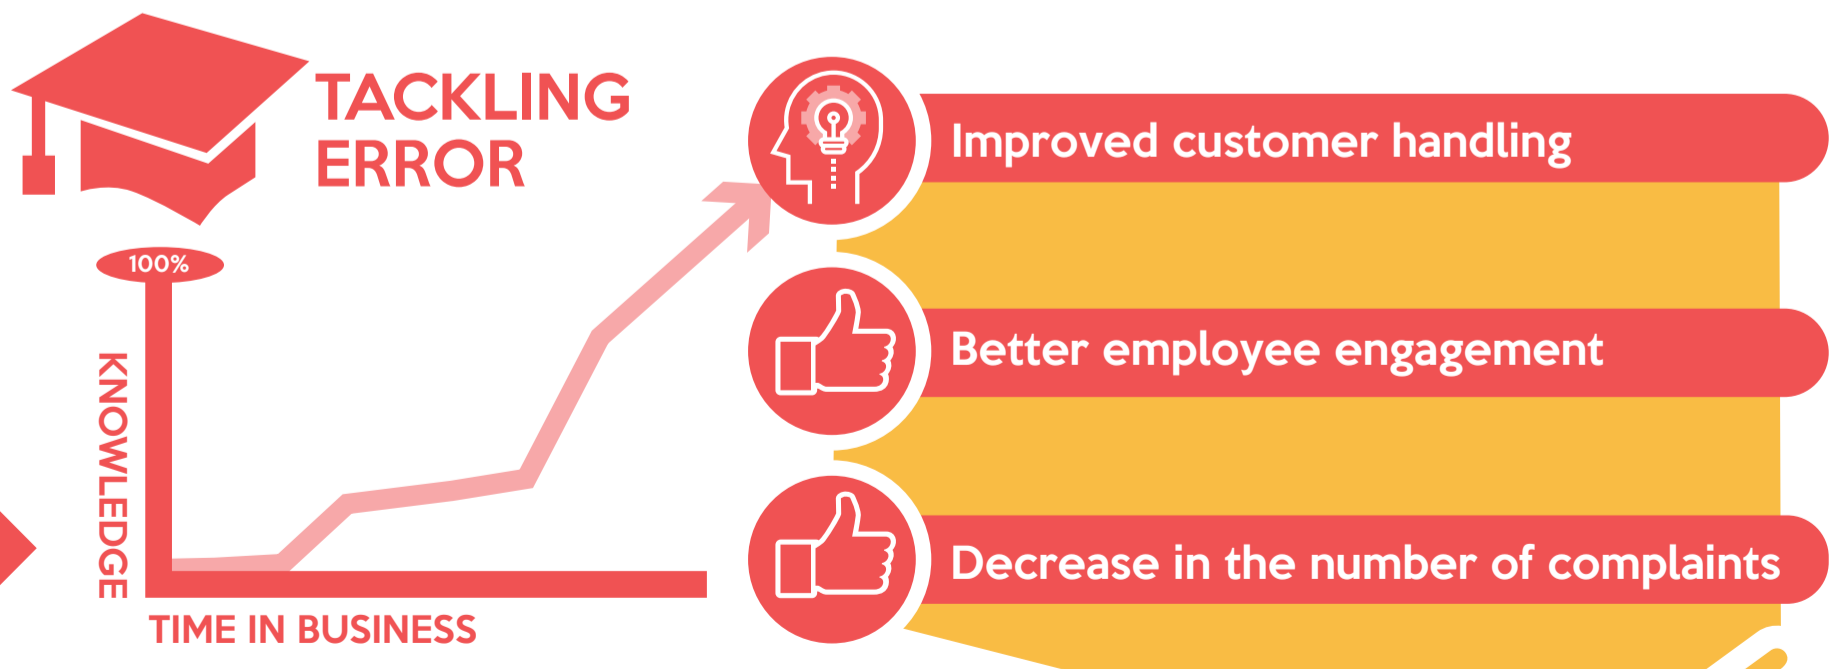 TACKLING
ERROR
100%
KNOWLEDGE
TIME IN BUSINESS
Improved customer handling
Better employee engagement
Decrease in the number of complaints